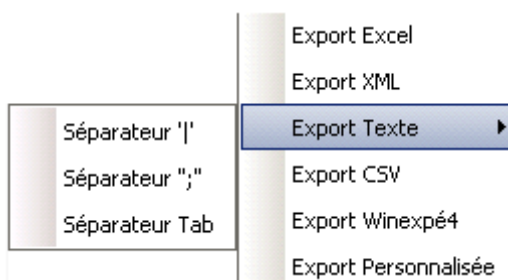 Export Excel
Export XML
Export Texte
Export CSV
Export Winexpé4
Export Personnalisée
Séparateur '|'
Séparateur ";"
Séparateur Tab